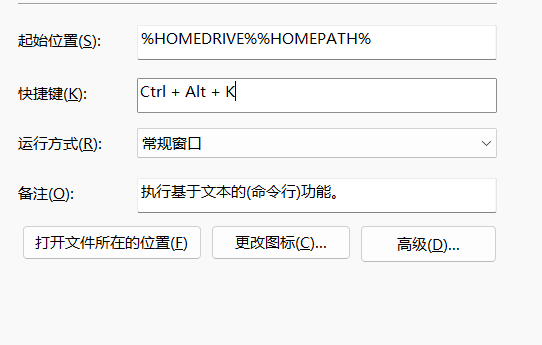 起始位置(S): %HOMEDRIVE%%HOMEPATH%
快捷键(K): Ctrl + Alt + K
运行方式(R): 常规窗口
备注(O): 执行基于文本的(命令行)功能。
打开文件所在的位置(F) 更改图标(C)... 高级(D)...